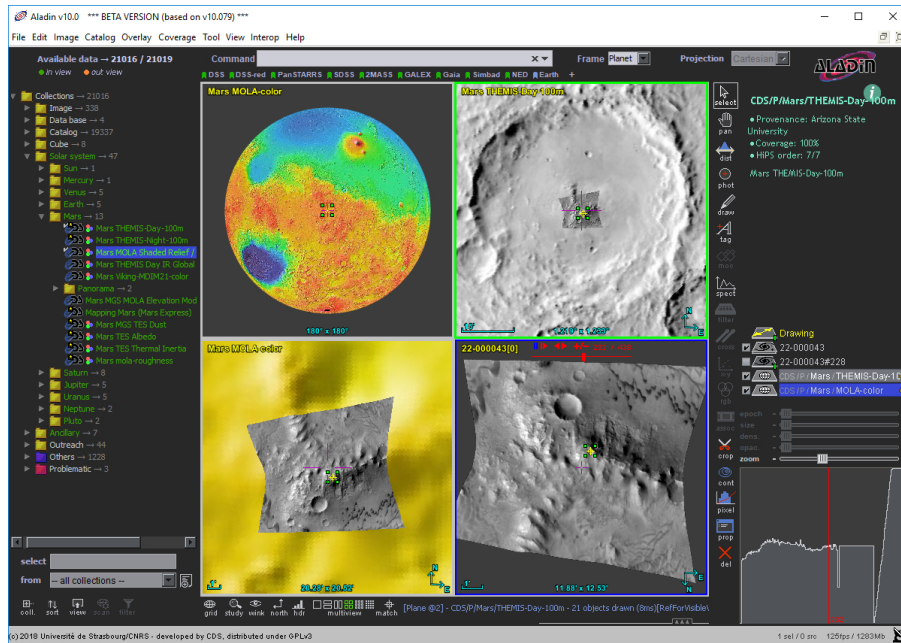 Aladin v10.0 *** BETA VERSION (based on v10.079) ***
File Edit Image Catalog Overlay Coverage Tool View Interop Help
Available data → 21016 / 21019
in view out view
Command
Frame Planet
Projection Cartesian
ALADIN
DSS DSS-red PanSTARRS SDSS 2MASS GALEX Gaia Simbad NED Earth +
Collections → 21016
Image → 338
Data base → 4
Catalog → 19337
Cube → 8
Solar system → 47
Sun → 1
Mercury → 1
Venus → 5
Earth → 5
Mars → 13
Mars THEMIS-Day-100m
Mars THEMIS-Night-100m
Mars MOLA Shaded Relief /
Mars THEMIS Day IR Global
Mars Viking-MDIM21-color
Panorama → 2
Mars MGS MOLA Elevation Mod
Mapping Mars (Mars Express)
Mars MGS TES Dust
Mars TES Albedo
Mars TES Thermal Inertia
Mars mola-roughness
Saturn → 8
Jupiter → 5
Uranus → 5
Neptune → 2
Pluto → 2
Ancillary → 7
Outreach → 44
Others → 1228
Problematic → 3
select
from -- all collections --
coll. sort view scan filter
Mars MOLA-color
180° x 180°
Mars THEMIS-Day-100m
N
E
Mars MOLA-color
1'
N
E
22-000043[0]
1'
11.88' x 12.53'
E
N
select
pan
dist
phot
draw
tag
moc
spect
filter
cross
rgb
assoc
crop
cont
pixel
prop
del
CDS/P/Mars/THEMIS-Day-100m
Provenance: Arizona State
University
Coverage: 100%
HiPS order: 7/7
Mars THEMIS-Day-100m
Drawing
22-000043
22-000043#228
CDS/P/Mars/THEMIS-Day-10
CDS/P/Mars/MOLA-color
epoch
size
dens.
opac.
zoom
grid study wink north hdr multiview match
[Plane @2] - CDS/P/Mars/THEMIS-Day-100m - 21 objects drawn (8ms)[RefForVisible\
(c) 2018 Université de Strasbourg/CNRS - developed by CDS, distributed under GPLv3
1 sel / 0 src 125fps / 1283Mb